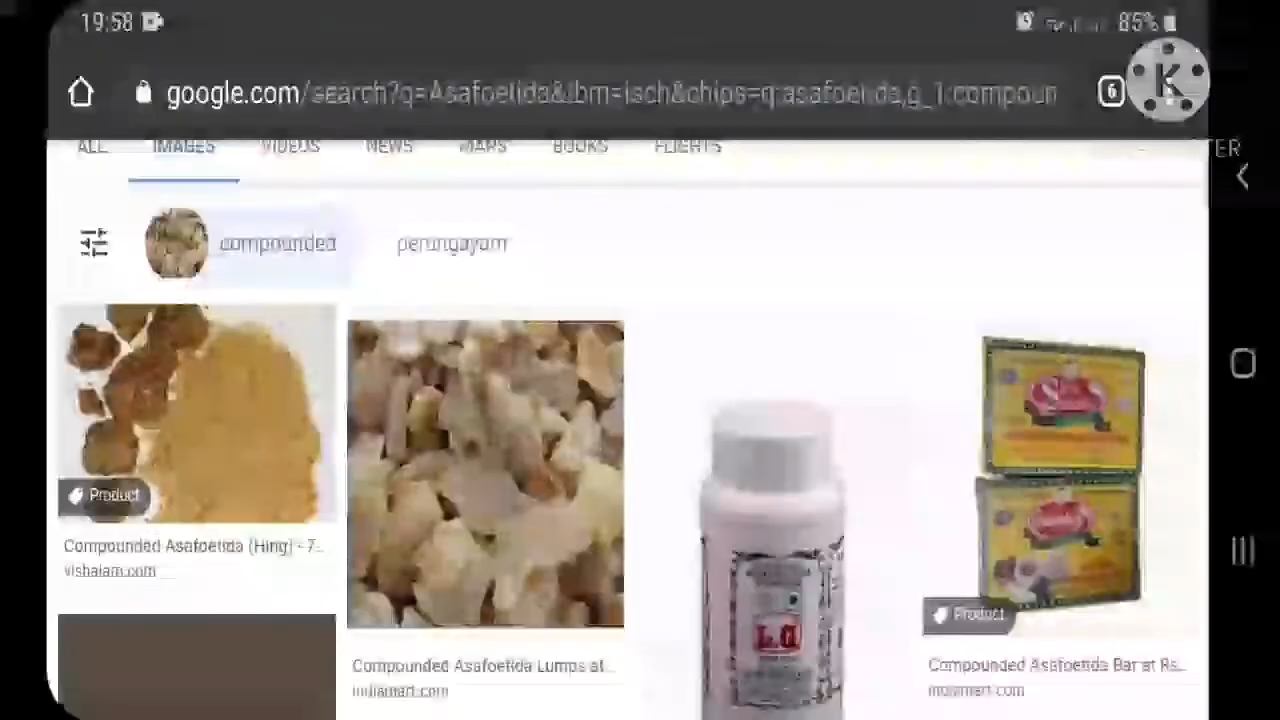 19:58 85%
google.com/search?q=Asafoetida&tbm=isch&chips=q:asafoetida,g_1:compoun
6
K
ALL IMAGES VIDEOS NEWS MAPS BOOKS FLIGHTS
TER
compounded perungayam
Product
Compounded Asafoetida (Hing) - 7...
Compounded Asafoetida Lumps at...
indiamart.com
L.G
Product
Compounded Asafoetida Bar at Rs...
indiamart.com